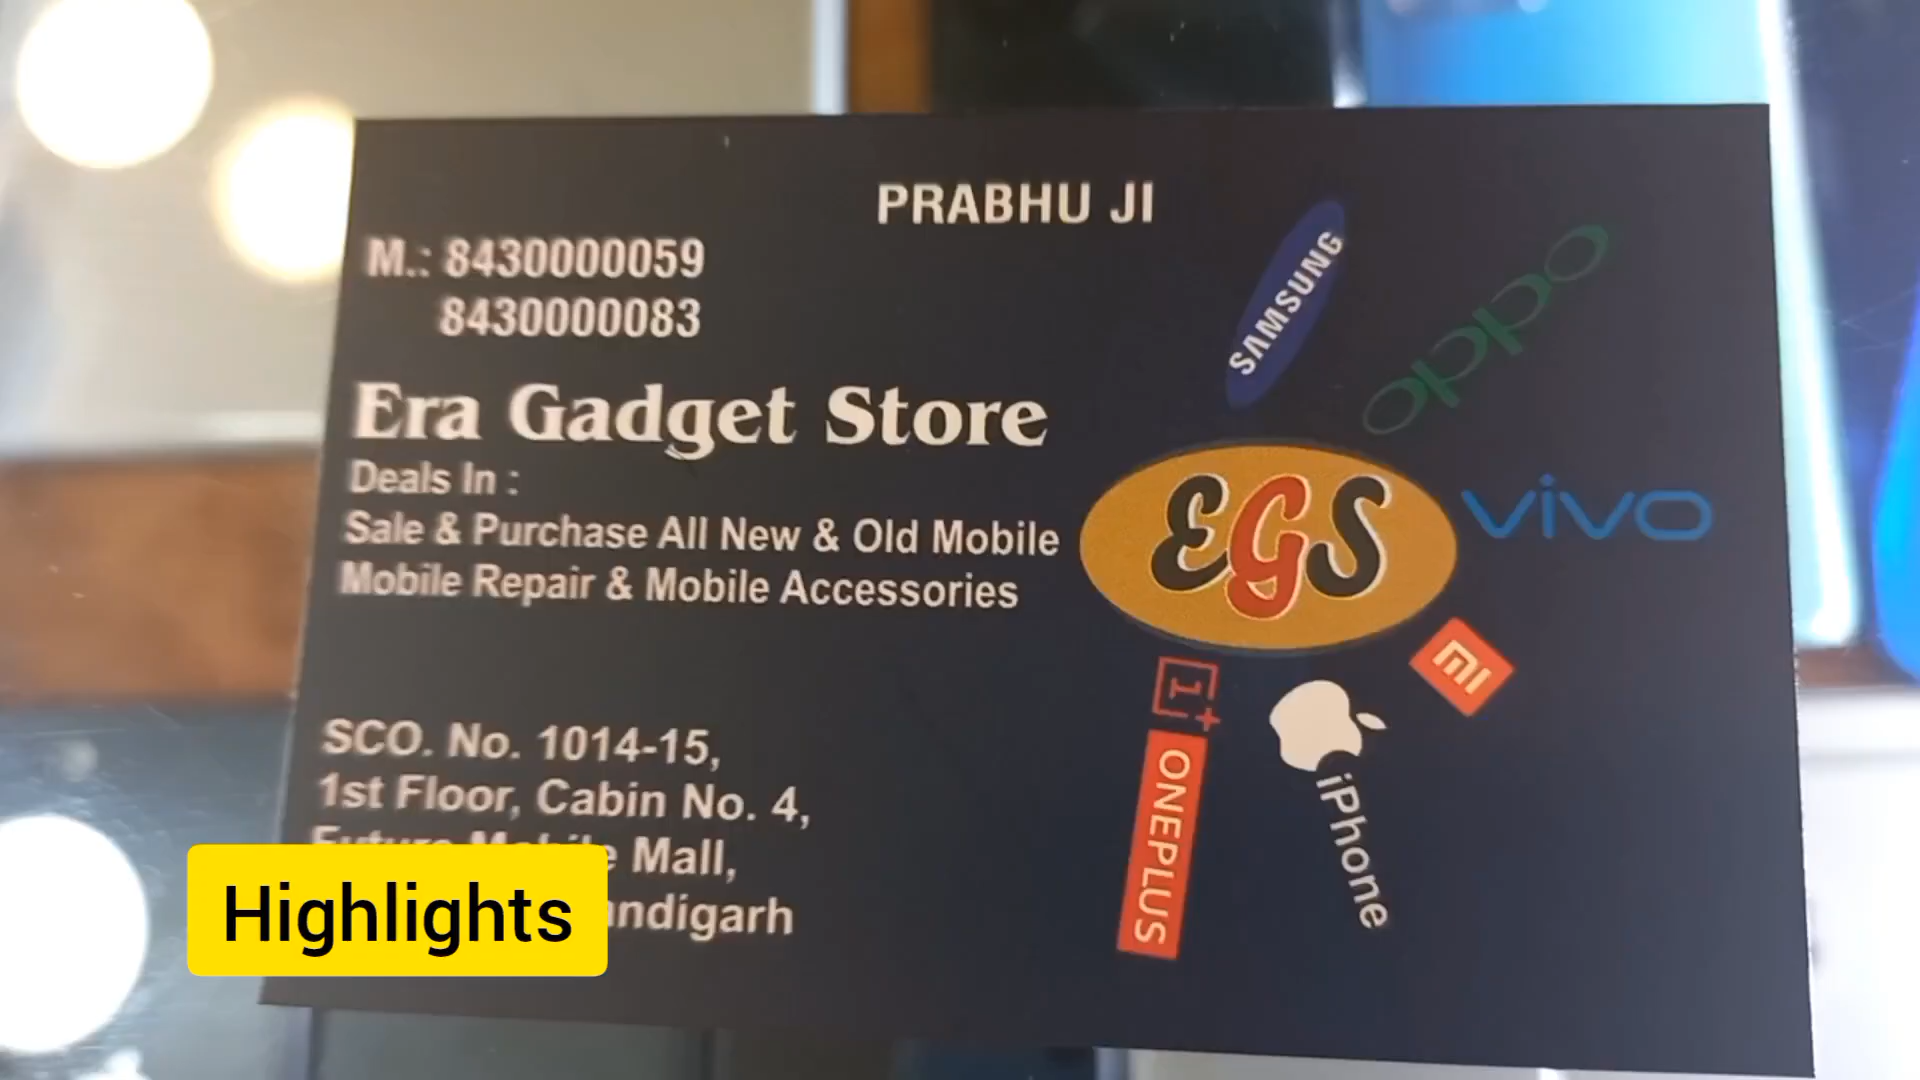 PRABHU JI
M.: 8430000059
8430000083
Era Gadget Store
Deals In :
Sale & Purchase All New & Old Mobile
Mobile Repair & Mobile Accessories
SCO. No. 1014-15,
1st Floor, Cabin No. 4,
Future Mobile Mall,
SAMSUNG
oppo
EGS
vivo
MI
1+
ONEPLUS
iPhone
Highlights